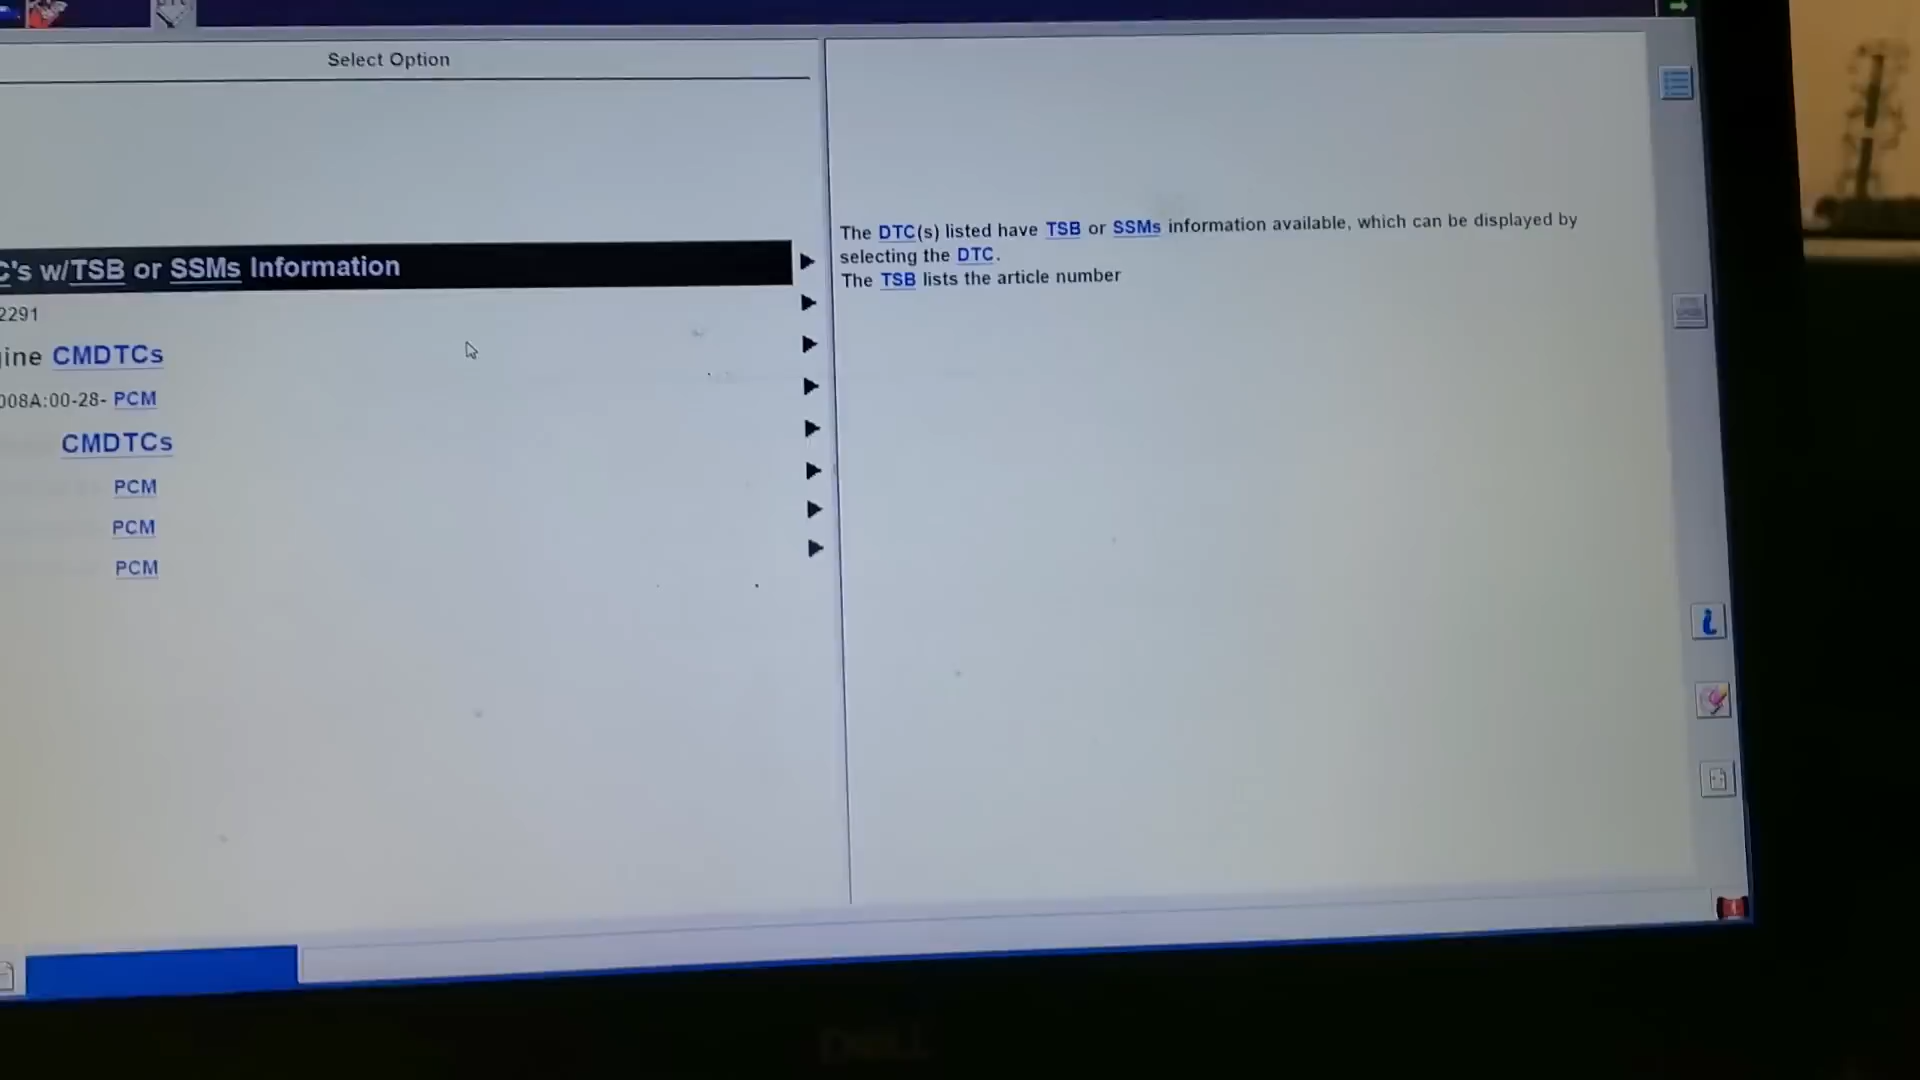 Select Option
C's w/TSB or SSMs Information
2291
gine CMDTCs
008A:00-28- PCM
CMDTCs
PCM
PCM
PCM
The DTC(s) listed have TSB or SSMs information available, which can be displayed by
selecting the DTC.
The TSB lists the article number
DELL